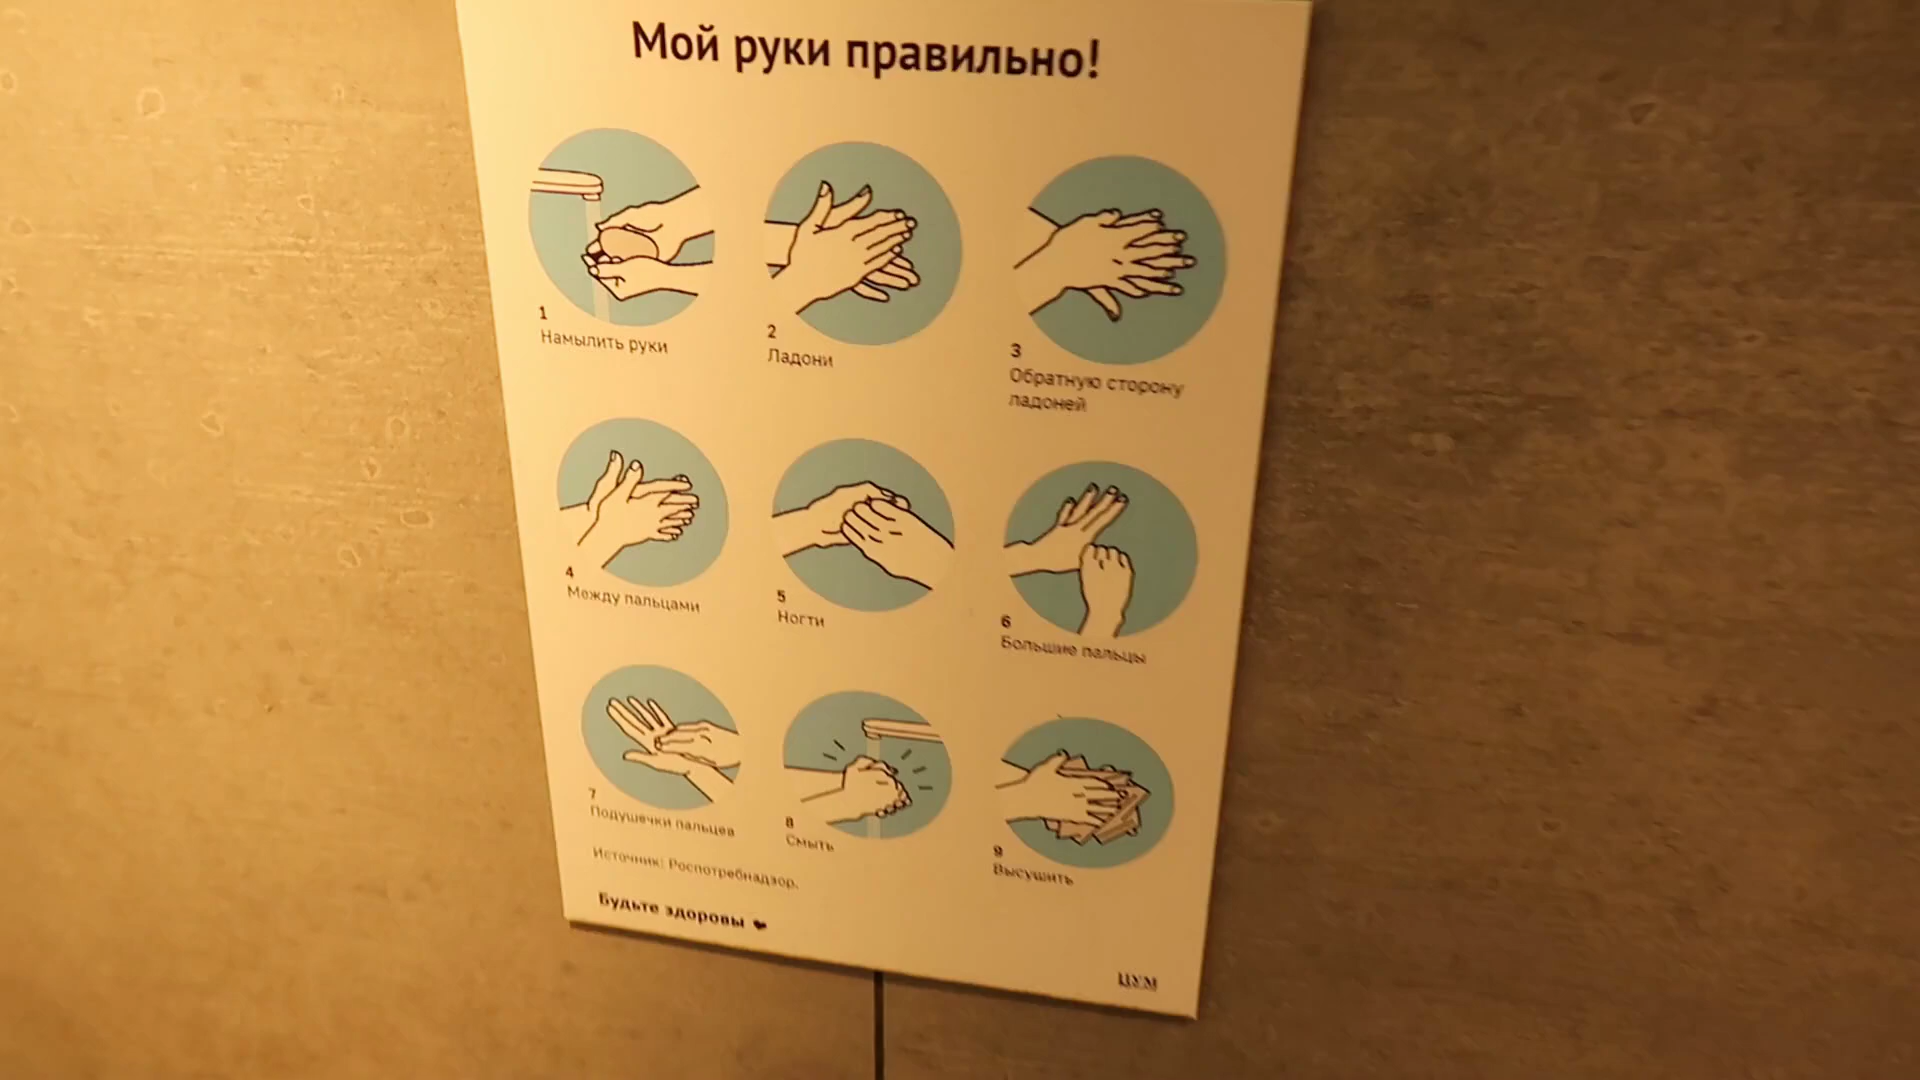 Мой руки правильно!
1
Намылить руки
2
Ладони
3
Обратную сторону
ладоней
4
Между пальцами
5
Ногти
6
Большие пальцы
7
Подушечки пальцев
8
Смыть
9
Высушить
Источник: Роспотребнадзор.
Будьте здоровы ❤
ЦУМ